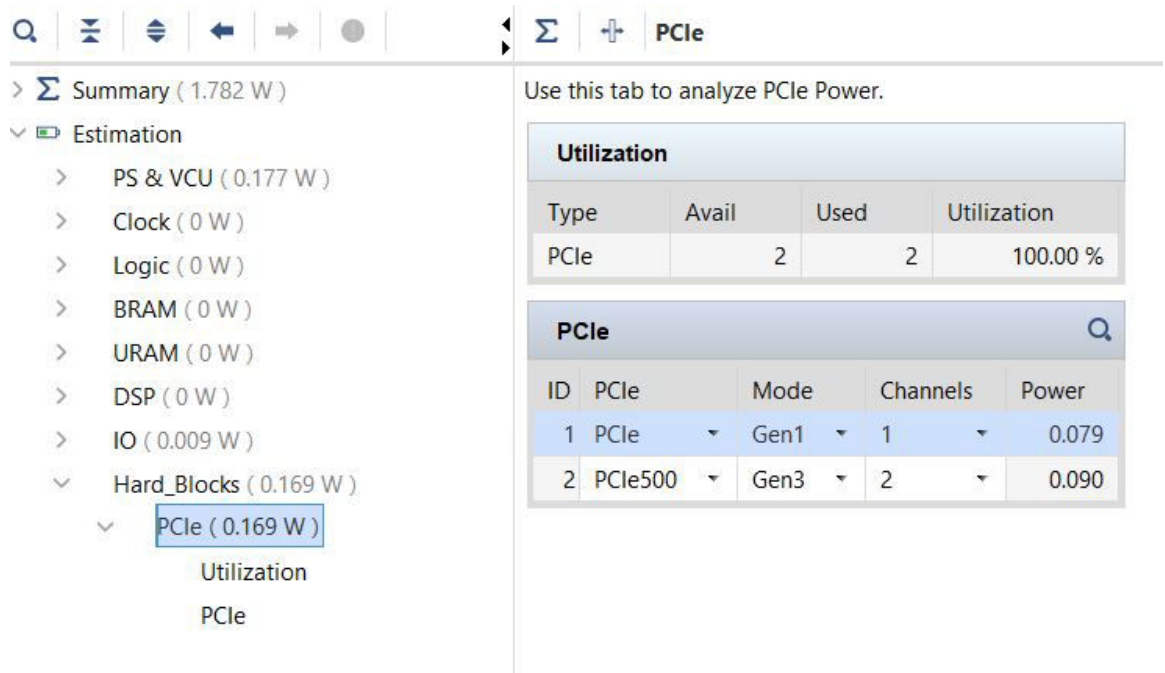 Summary ( 1.782 W )
Estimation
PS & VCU ( 0.177 W )
Clock ( 0 W )
Logic ( 0 W )
BRAM ( 0 W )
URAM ( 0 W )
DSP ( 0 W )
IO ( 0.009 W )
Hard_Blocks ( 0.169 W )
PCIe ( 0.169 W )
Utilization
PCIe
PCIe
Use this tab to analyze PCIe Power.
Utilization
Type Avail Used Utilization
PCIe 2 2 100.00 %
PCIe
ID PCIe Mode Channels Power
1 PCIe Gen1 1 0.079
2 PCIe500 Gen3 2 0.090